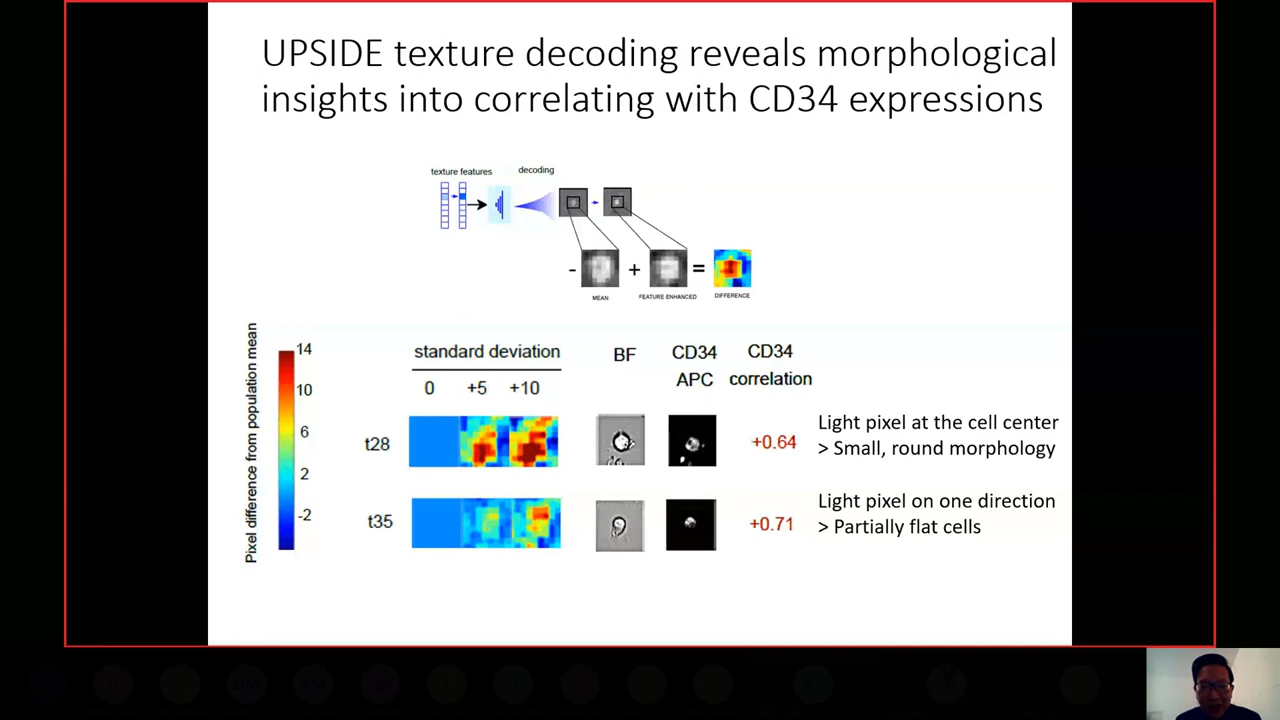 UPSIDE texture decoding reveals morphological
insights into correlating with CD34 expressions
texture features
decoding
-
+
=
MEAN
FEATURE ENHANCED
DIFFERENCE
Pixel difference from population mean
14
10
6
2
-2
standard deviation
0 +5 +10
BF
CD34
APC
CD34
correlation
t28
+0.64
Light pixel at the cell center
> Small, round morphology
t35
+0.71
Light pixel on one direction
> Partially flat cells